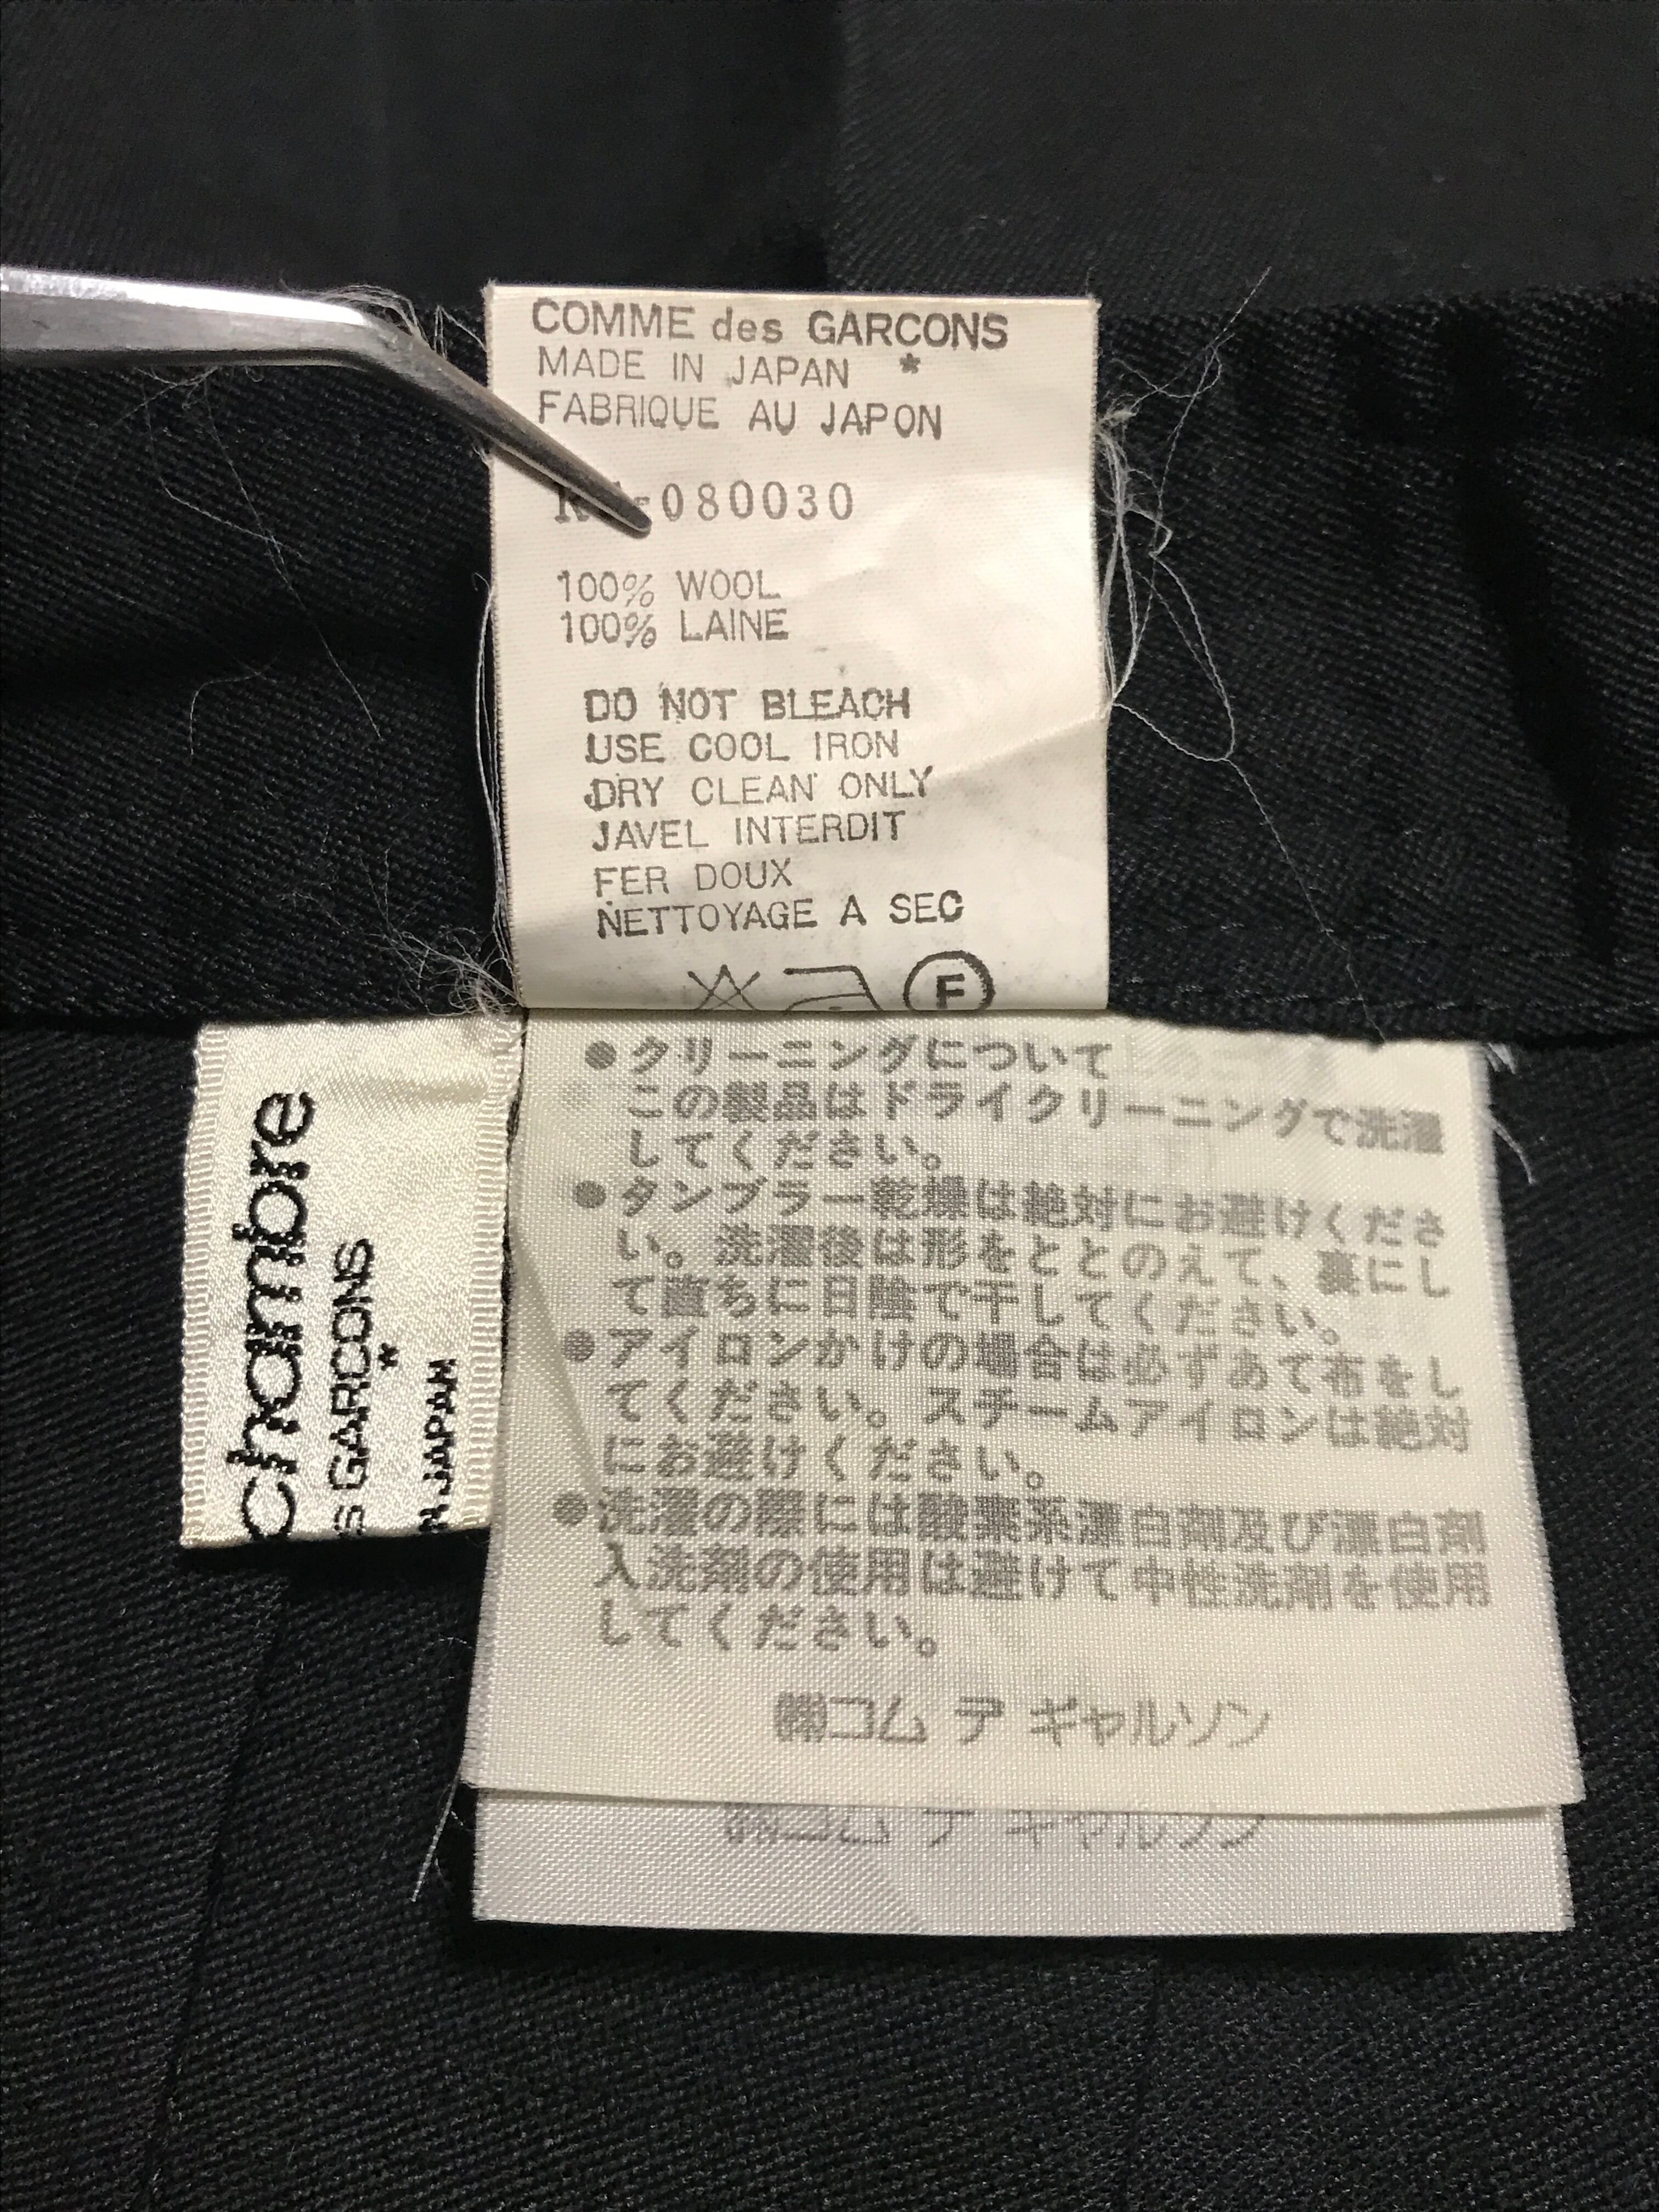 COMME des GARCONS
MADE IN JAPAN *
FABRIQUE AU JAPON
080030
100% WOOL
100% LAINE
DO NOT BLEACH
USE COOL IRON
DRY CLEAN ONLY
JAVEL INTERDIT
FER DOUX
NETTOYAGE A SEC
F
chambre
GARCONS
*
JAPAN
●クリーニングについて
この製品はドライクリーニングで洗濯
してください。
●タンブラー乾燥は絶対にお避けくださ
い。洗濯後は形をととのえて、裏にし
て直ちに日陰で干してください。
●アイロンかけの場合は必ずあて布をし
てください。スチームアイロンは絶対
にお避けください。
●洗濯の際には酸素系漂白剤及び漂白剤
入洗剤の使用は避けて中性洗剤を使用
してください。
㈱コム デ ギャルソン
㈱コム デ ギャルソン